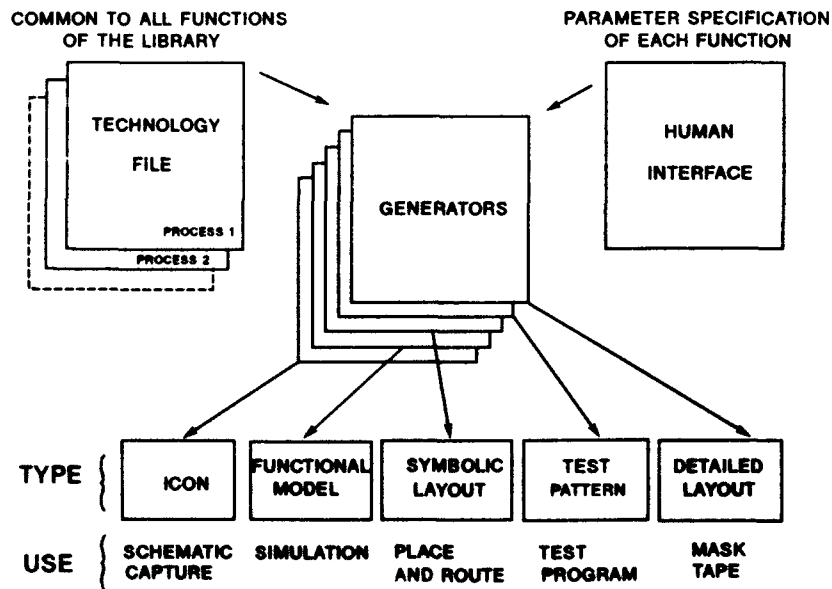 COMMON TO ALL FUNCTIONS
OF THE LIBRARY
PARAMETER SPECIFICATION
OF EACH FUNCTION
TECHNOLOGY
FILE
PROCESS 1
PROCESS 2
GENERATORS
HUMAN
INTERFACE
TYPE
ICON
FUNCTIONAL
MODEL
SYMBOLIC
LAYOUT
TEST
PATTERN
DETAILED
LAYOUT
USE
SCHEMATIC
CAPTURE
SIMULATION
PLACE
AND ROUTE
TEST
PROGRAM
MASK
TAPE